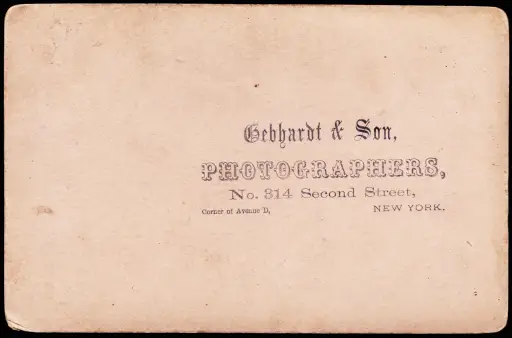 Gebhardt & Son,
PHOTOGRAPHERS,
No. 314 Second Street,
Corner of Avenue D, NEW YORK.